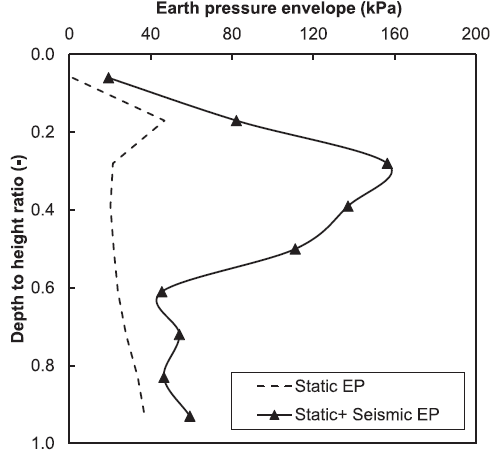 Earth pressure envelope (kPa)
0 40 80 120 160 200
Depth to height ratio (-)
0.0
0.2
0.4
0.6
0.8
1.0
Static EP
Static+ Seismic EP